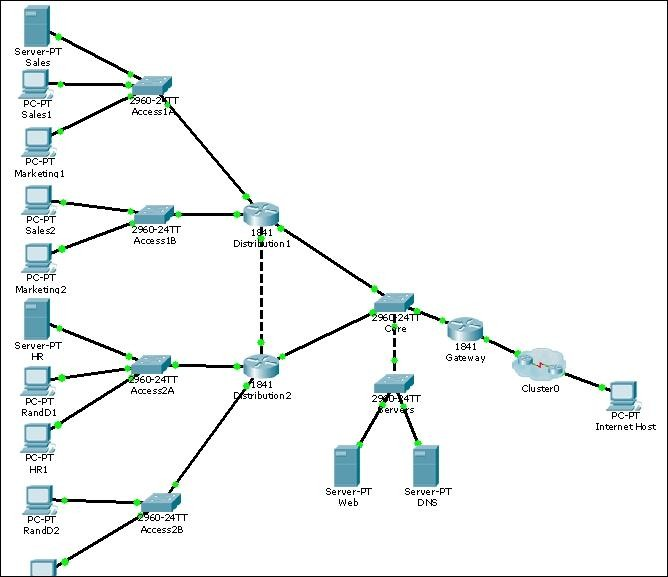 Server-PT
Sales
PC-PT
Sales1
2960-24TT
Access1A
PC-PT
Marketing1
PC-PT
Sales2
2960-24TT
Access1B
1841
Distribution1
PC-PT
Marketing2
Server-PT
HR
2960-24TT
Core
1841
Gateway
Cluster0
PC-PT
Internet Host
2960-24TT
Access2A
1841
Distribution2
PC-PT
RandD1
2960-24TT
Servers
PC-PT
HR1
Server-PT
Web
Server-PT
DNS
PC-PT
RandD2
2960-24TT
Access2B